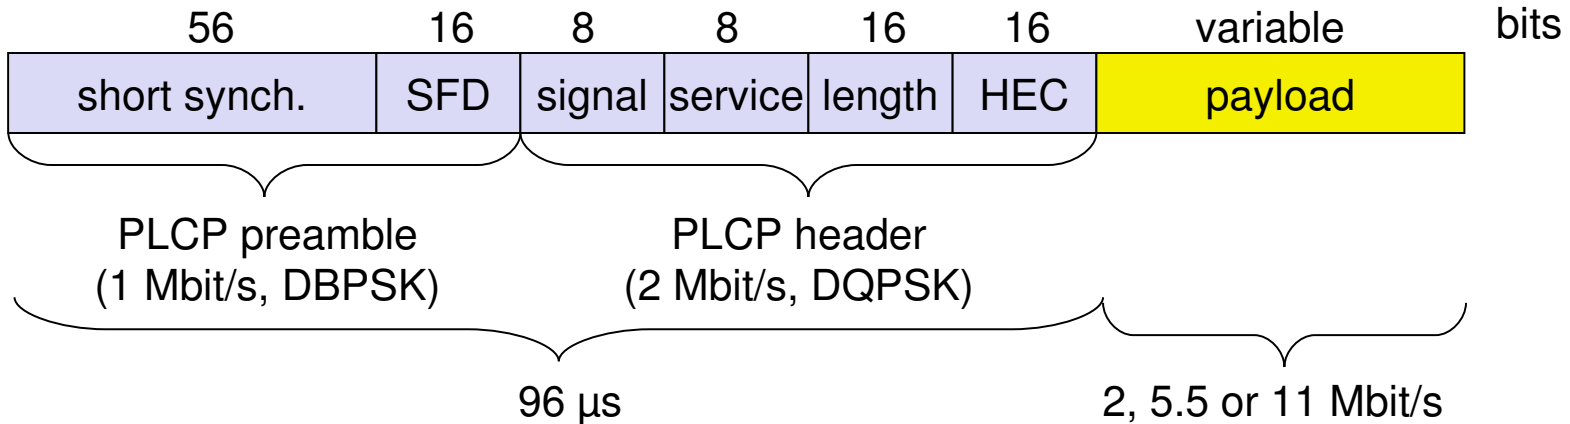 56 16 8 8 16 16 variable bits
short synch. SFD signal service length HEC payload
PLCP preamble
(1 Mbit/s, DBPSK)
PLCP header
(2 Mbit/s, DQPSK)
96 µs
2, 5.5 or 11 Mbit/s